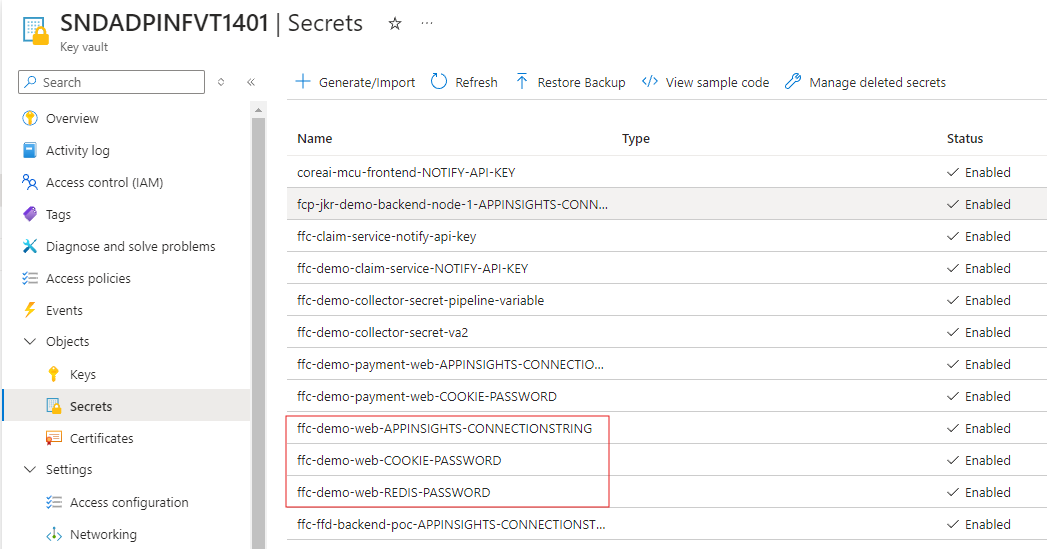 SNDADPINFVT1401 | Secrets ☆ ...
Key vault
Search
Generate/Import Refresh Restore Backup View sample code Manage deleted secrets
Overview
Activity log
Access control (IAM)
Tags
Diagnose and solve problems
Access policies
Events
Objects
Keys
Secrets
Certificates
Settings
Access configuration
Networking
Name Type Status
coreai-mcu-frontend-NOTIFY-API-KEY Enabled
fcp-jkr-demo-backend-node-1-APPINSIGHTS-CONN... Enabled
ffc-claim-service-notify-api-key Enabled
ffc-demo-claim-service-NOTIFY-API-KEY Enabled
ffc-demo-collector-secret-pipeline-variable Enabled
ffc-demo-collector-secret-va2 Enabled
ffc-demo-payment-web-APPINSIGHTS-CONNECTIO... Enabled
ffc-demo-payment-web-COOKIE-PASSWORD Enabled
ffc-demo-web-APPINSIGHTS-CONNECTIONSTRING Enabled
ffc-demo-web-COOKIE-PASSWORD Enabled
ffc-demo-web-REDIS-PASSWORD Enabled
ffc-ffd-backend-poc-APPINSIGHTS-CONNECTIONST... Enabled